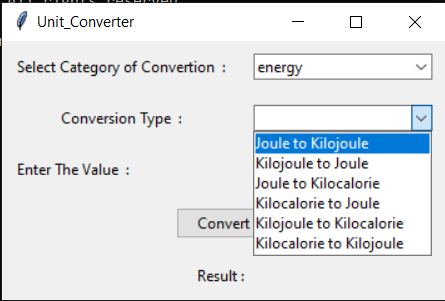 Unit_Converter
Select Category of Convertion :
energy
Conversion Type :
Joule to Kilojoule
Kilojoule to Joule
Joule to Kilocalorie
Kilocalorie to Joule
Kilojoule to Kilocalorie
Kilocalorie to Kilojoule
Enter The Value :
Convert
Result :